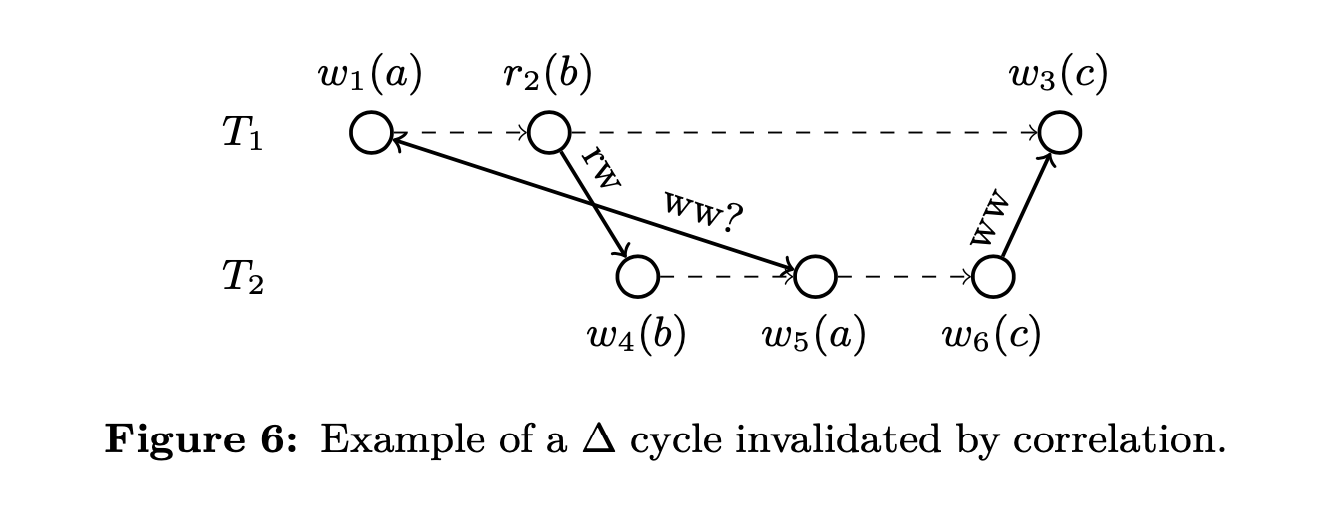 w₁(a) r₂(b) w₃(c)
T₁
rw
ww?
ww
T₂
w₄(b) w₅(a) w₆(c)
Figure 6: Example of a Δ cycle invalidated by correlation.